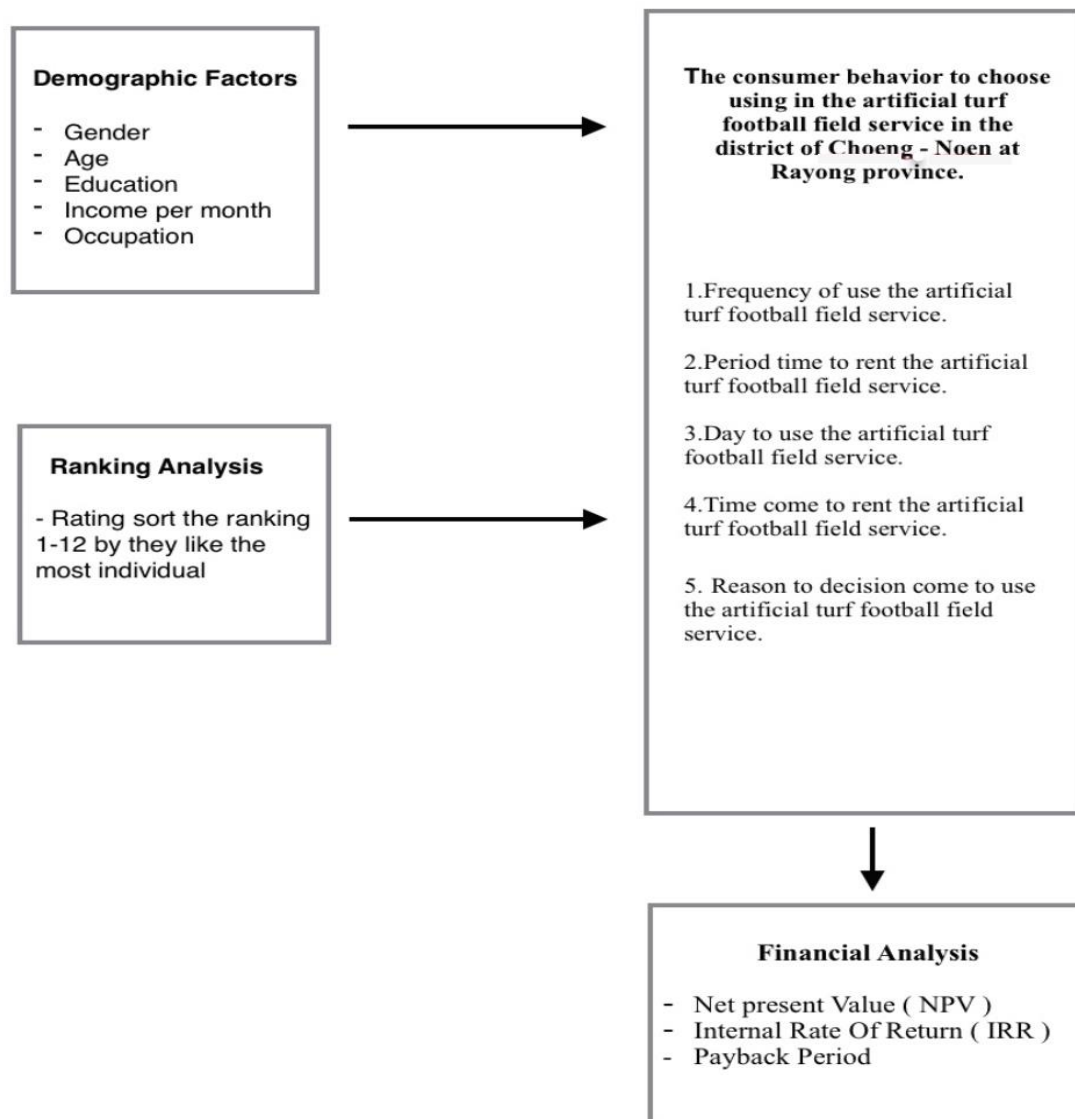 Demographic Factors
- Gender
- Age
- Education
- Income per month
- Occupation
Ranking Analysis
- Rating sort the ranking
1-12 by they like the
most individual
The consumer behavior to choose
using in the artificial turf
football field service in the
district of Choeng - Noen at
Rayong province.
1.Frequency of use the artificial
turf football field service.
2.Period time to rent the artificial
turf football field service.
3.Day to use the artificial turf
football field service.
4.Time come to rent the artificial
turf football field service.
5. Reason to decision come to use
the artificial turf football field
service.
Financial Analysis
- Net present Value ( NPV )
- Internal Rate Of Return ( IRR )
- Payback Period